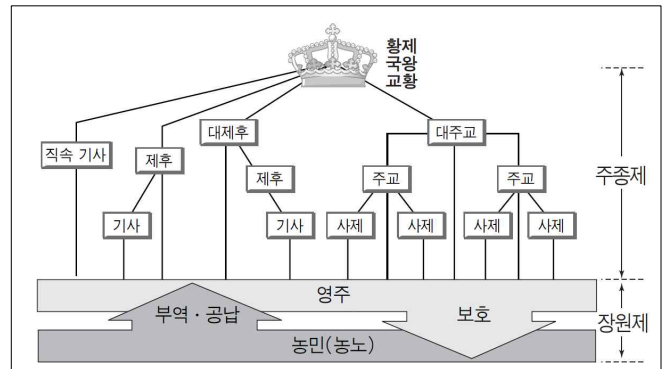 황제
국왕
교황
대제후
대주교
직속 기사
제후
제후
주교
주교
주종제
기사
기사
사제
사제
사제
사제
영주
부역·공납
보호
장원제
농민(농노)